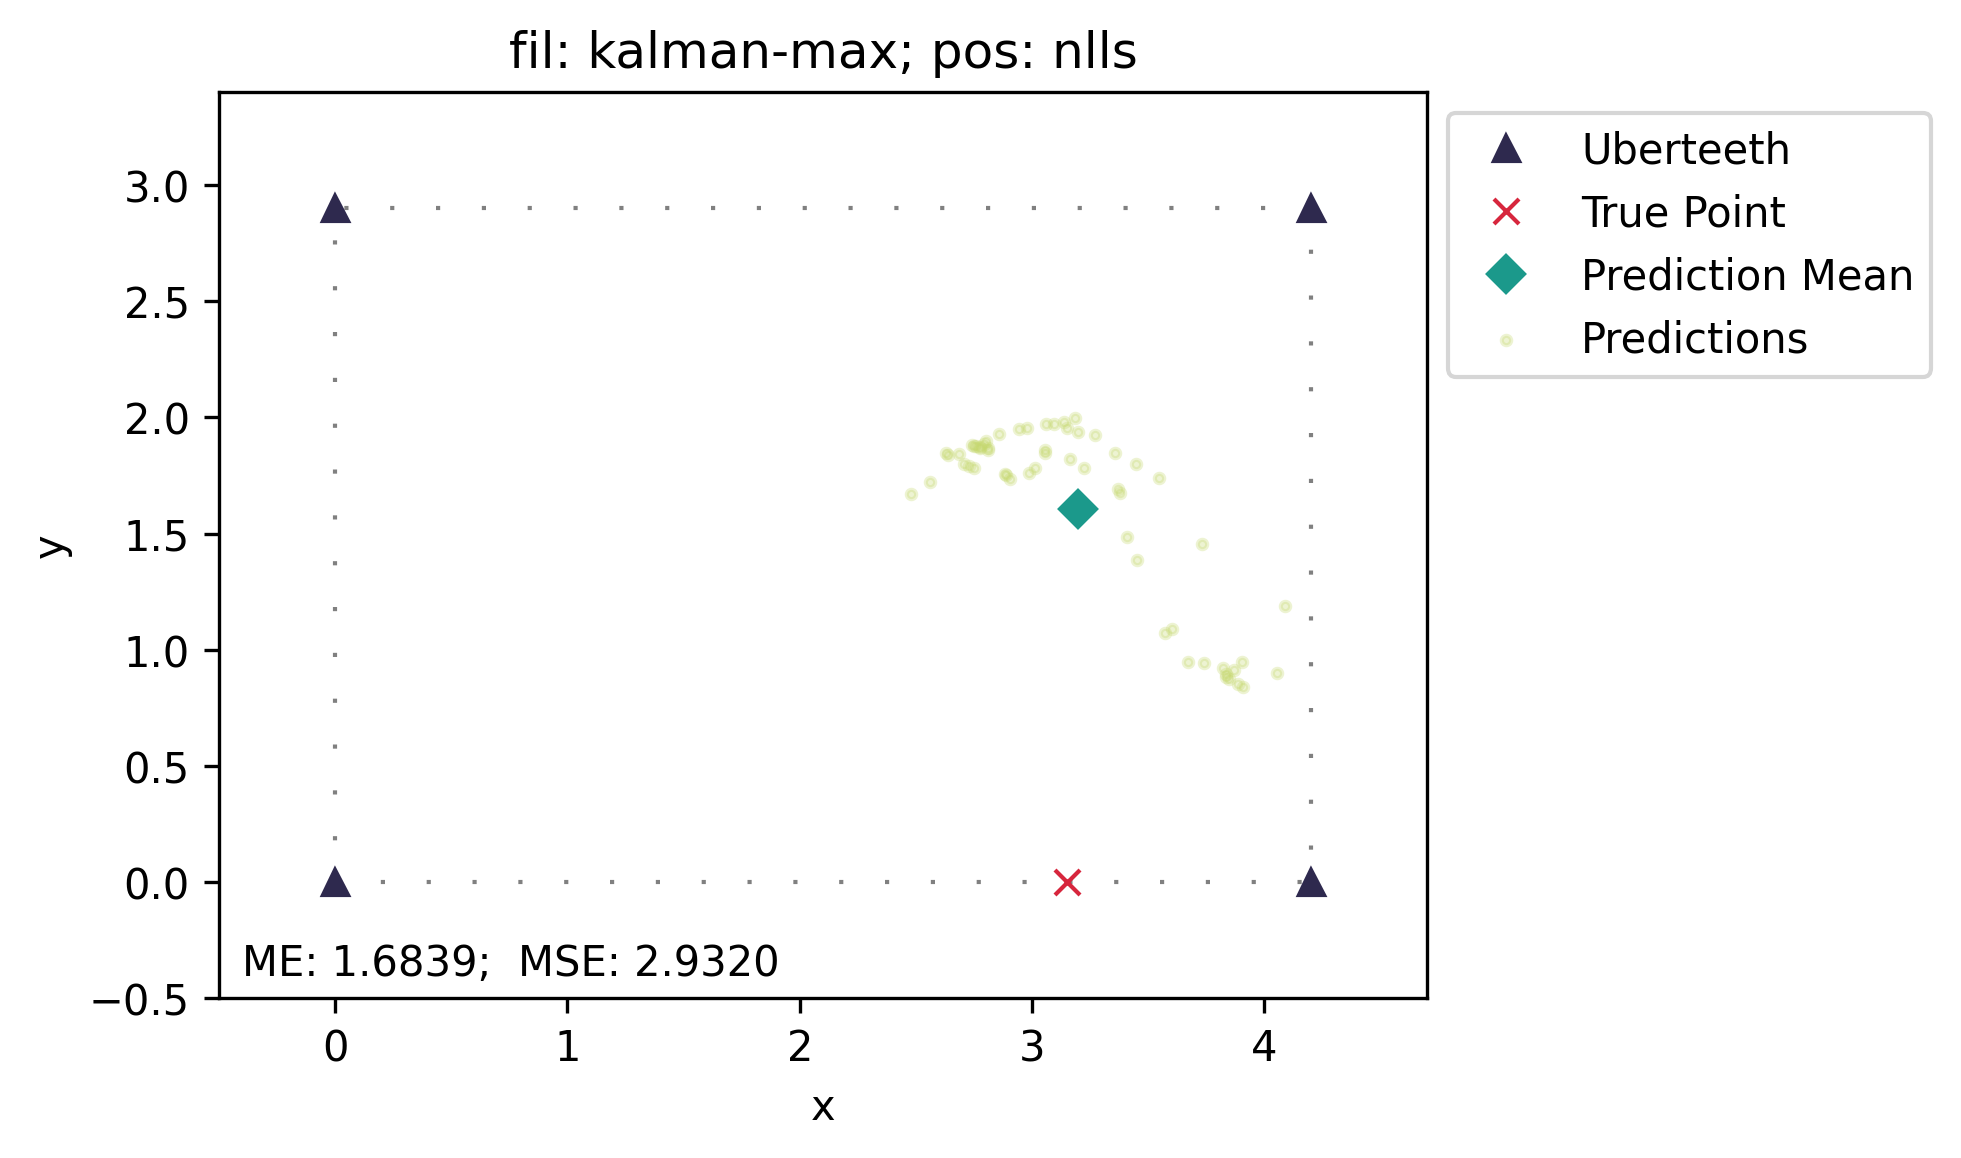 fil: kalman-max; pos: nlls
Uberteeth
True Point
Prediction Mean
Predictions
3.0
2.5
2.0
1.5
1.0
0.5
0.0
−0.5
y
ME: 1.6839;  MSE: 2.9320
0 1 2 3 4
x